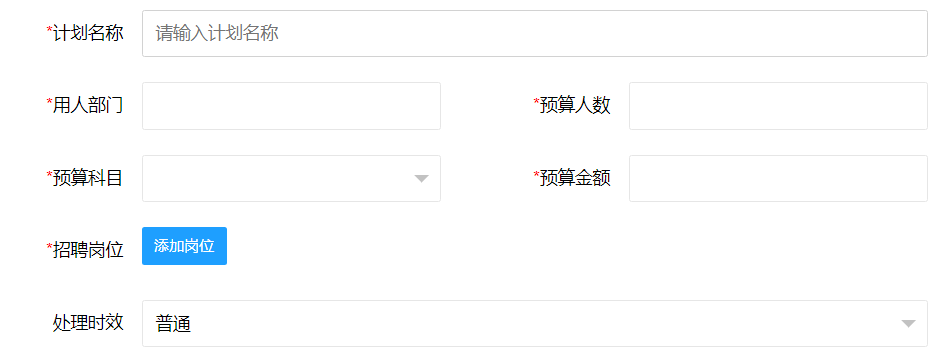 *计划名称 请输入计划名称
*用人部门 *预算人数
*预算科目 *预算金额
*招聘岗位 添加岗位
处理时效 普通